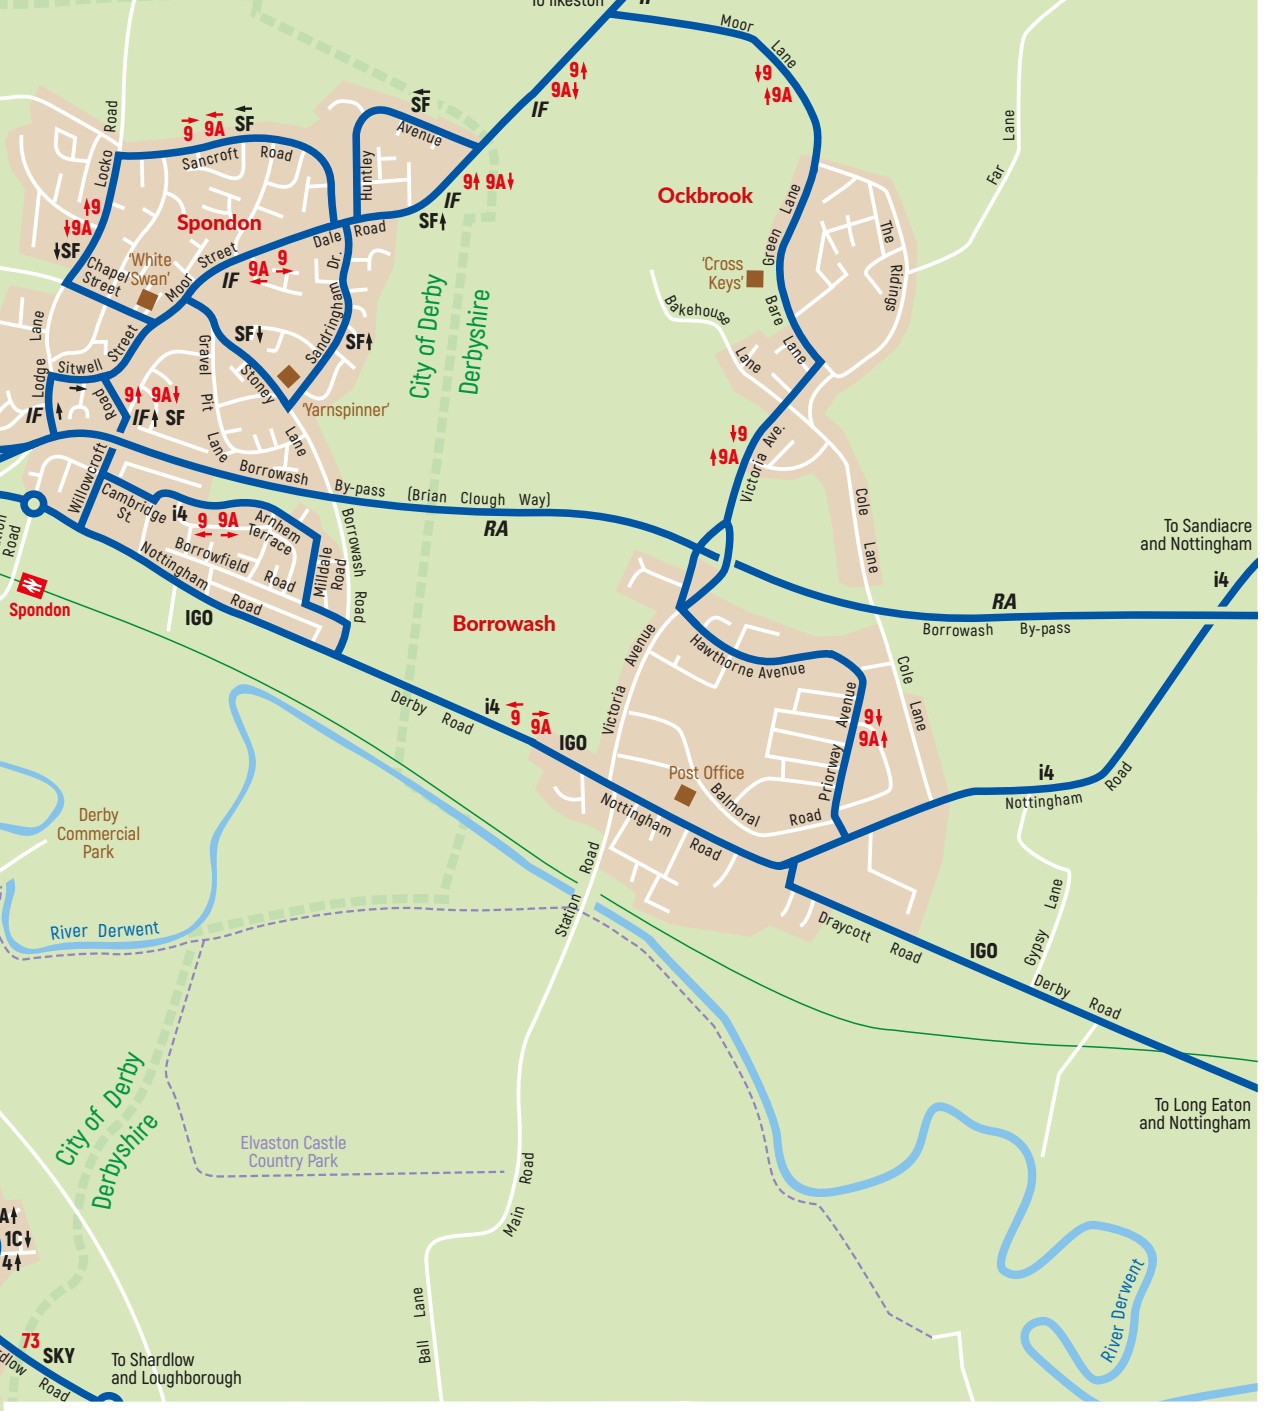 Moor
Lane
9
9A
IF
9
9A
Lane
Far
Road
9
9A
SF
SF
Avenue
Huntley
Sancroft
Road
Locko
9
9A
SF
Spondon
9
9A
IF
SF
Dale
Road
Dr.
Sandringham
Ockbrook
Lane
Green
The
Ridings
'Cross
Keys'
Bakehouse
Lane
Bare
Lane
Chapel
Street
'White
Swan'
Moor
Street
IF
9A
9
City of Derby
Derbyshire
SF
SF
Lane
Lodge
Sitwell
Street
Road
9
9A
IF
IF
SF
Gravel
Pit
Lane
Stoney
Lane
'Yarnspinner'
9
9A
Victoria
Ave.
Cole
Lane
Willowcroft
Borrowash
By-pass
(Brian Clough Way)
RA
Cambridge
St.
i4
9
9A
Arnhem
Terrace
Borrowfield
Road
Milldale
Road
Borrowash
Road
Nottingham
Road
IGO
Road
Spondon
To Sandiacre
and Nottingham
i4
RA
Borrowash
By-pass
Borrowash
Victoria
Avenue
Hawthorne Avenue
Cole
Lane
Derby
Road
i4
9
9A
IGO
Avenue
Priorway
9
9A
Post Office
Balmoral
Road
i4
Nottingham
Road
Nottingham
Road
Derby
Commercial
Park
River Derwent
Station
Road
Draycott
Road
IGO
Gypsy
Lane
Derby
Road
To Long Eaton
and Nottingham
City of Derby
Derbyshire
Elvaston Castle
Country Park
Main
Road
Ball
Lane
River Derwent
1C
4
73
SKY
Road
To Shardlow
and Loughborough